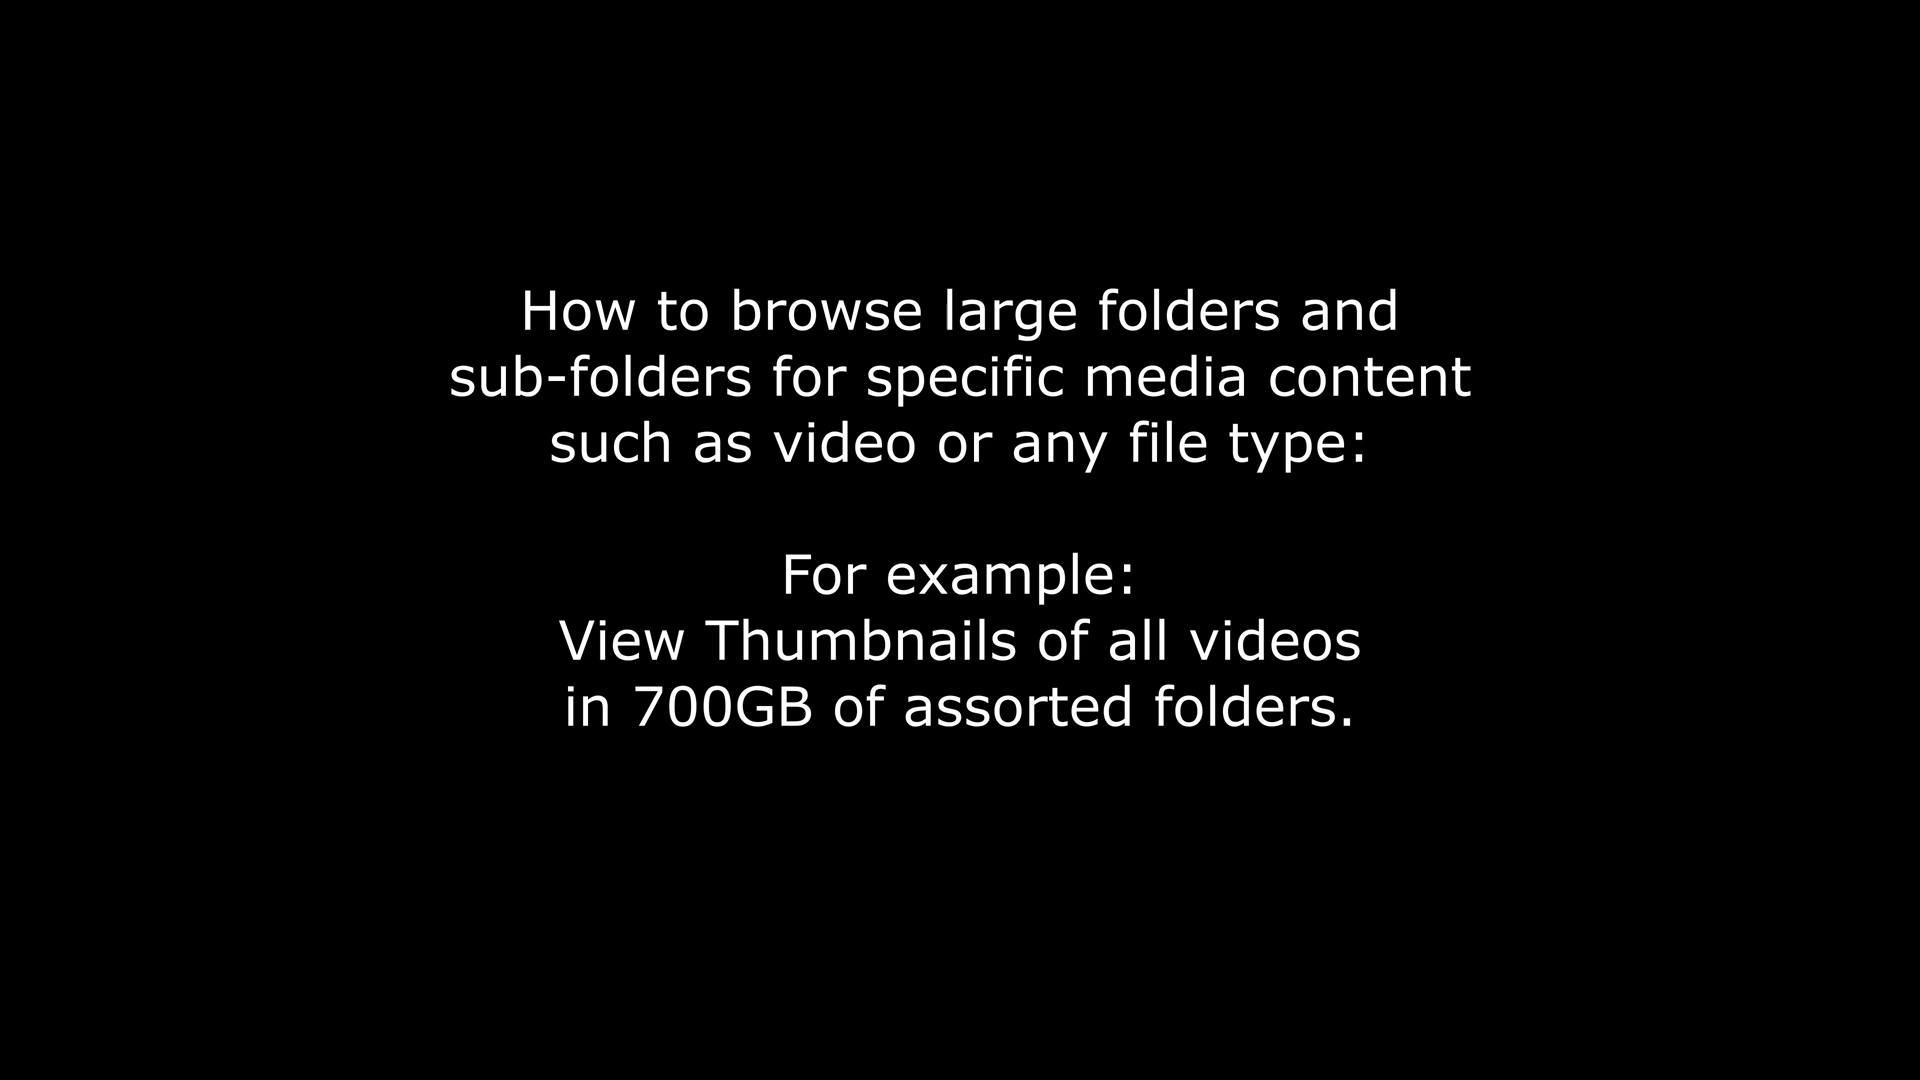 How to browse large folders and
sub-folders for specific media content
such as video or any file type:
For example:
View Thumbnails of all videos
in 700GB of assorted folders.